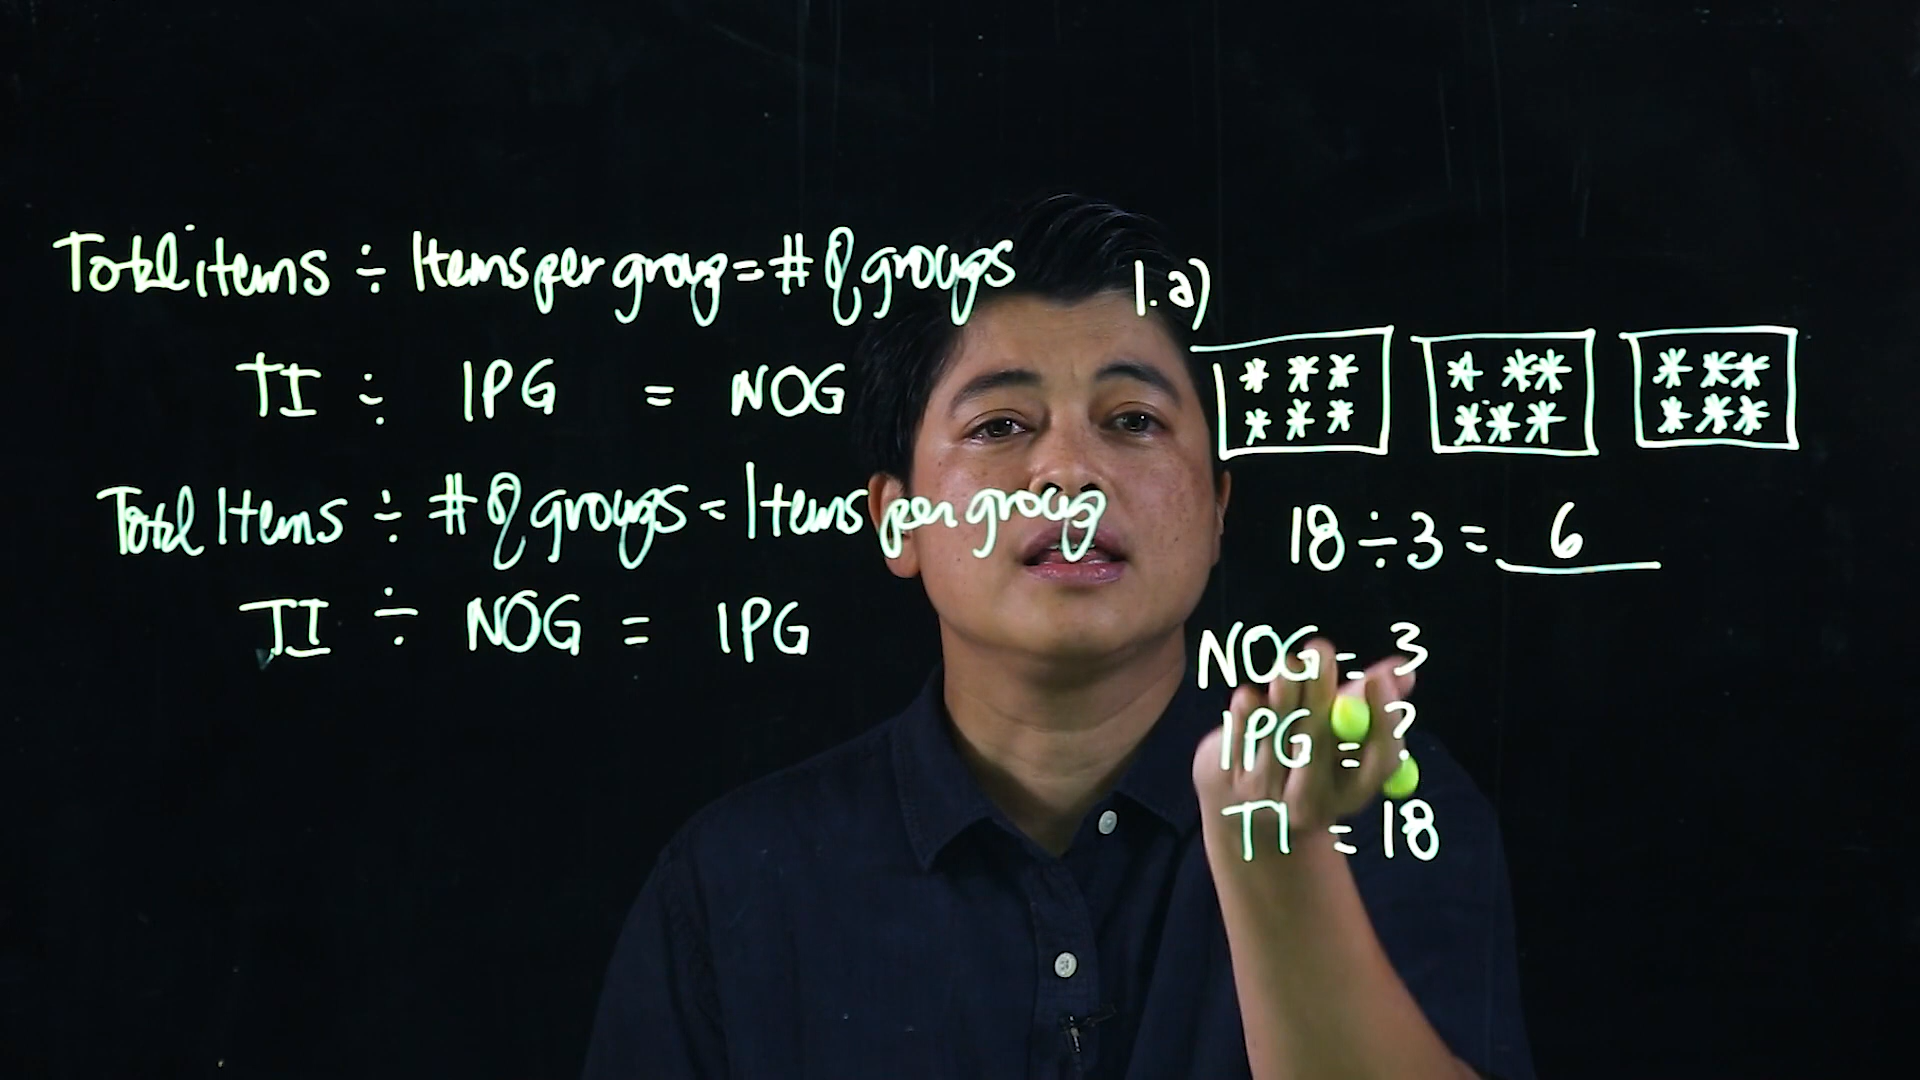 Total items ÷ Items per group = # of groups
TI ÷ IPG = NOG
Total Items ÷ # of groups = Items per group
TI ÷ NOG = IPG
1.a)
18 ÷ 3 = 6
NOG = 3
IPG = ?
TI = 18